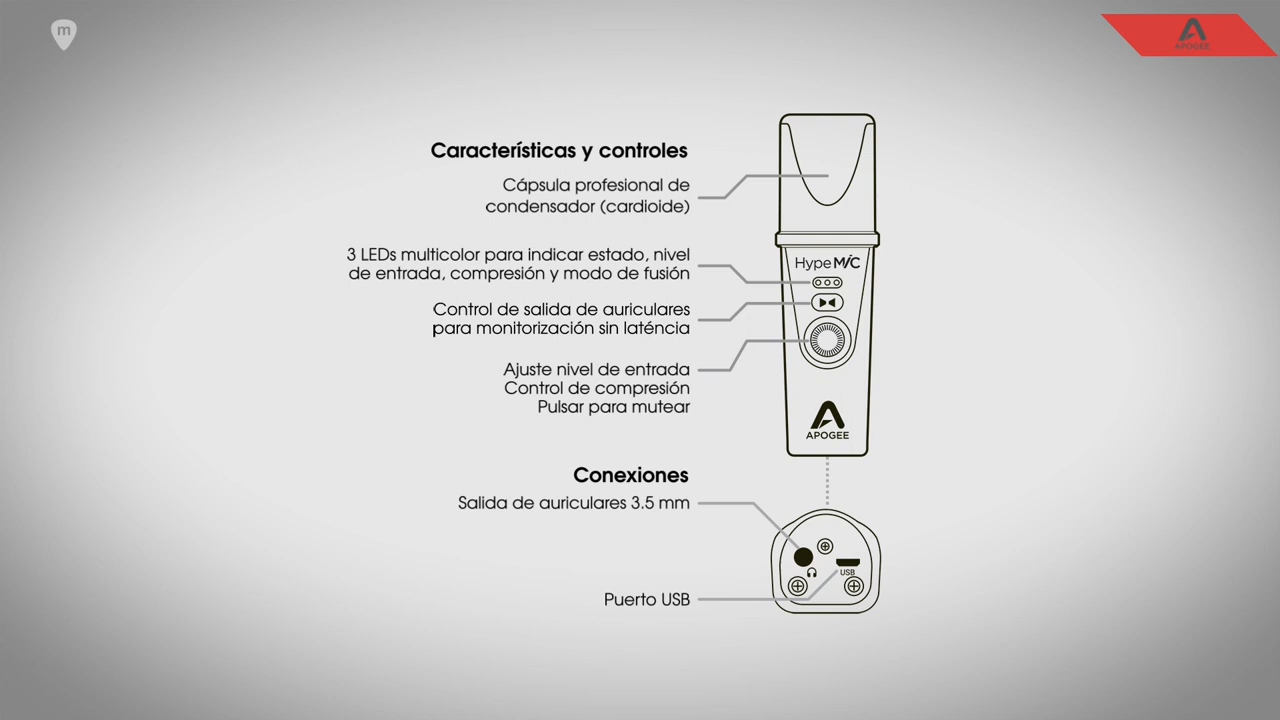 m
APOGEE
Características y controles
Cápsula profesional de
condensador (cardioide)
3 LEDs multicolor para indicar estado, nivel
de entrada, compresión y modo de fusión
Control de salida de auriculares
para monitorización sin laténcia
Ajuste nivel de entrada
Control de compresión
Pulsar para mutear
HypeMiC
APOGEE
Conexiones
Salida de auriculares 3.5 mm
USB
Puerto USB